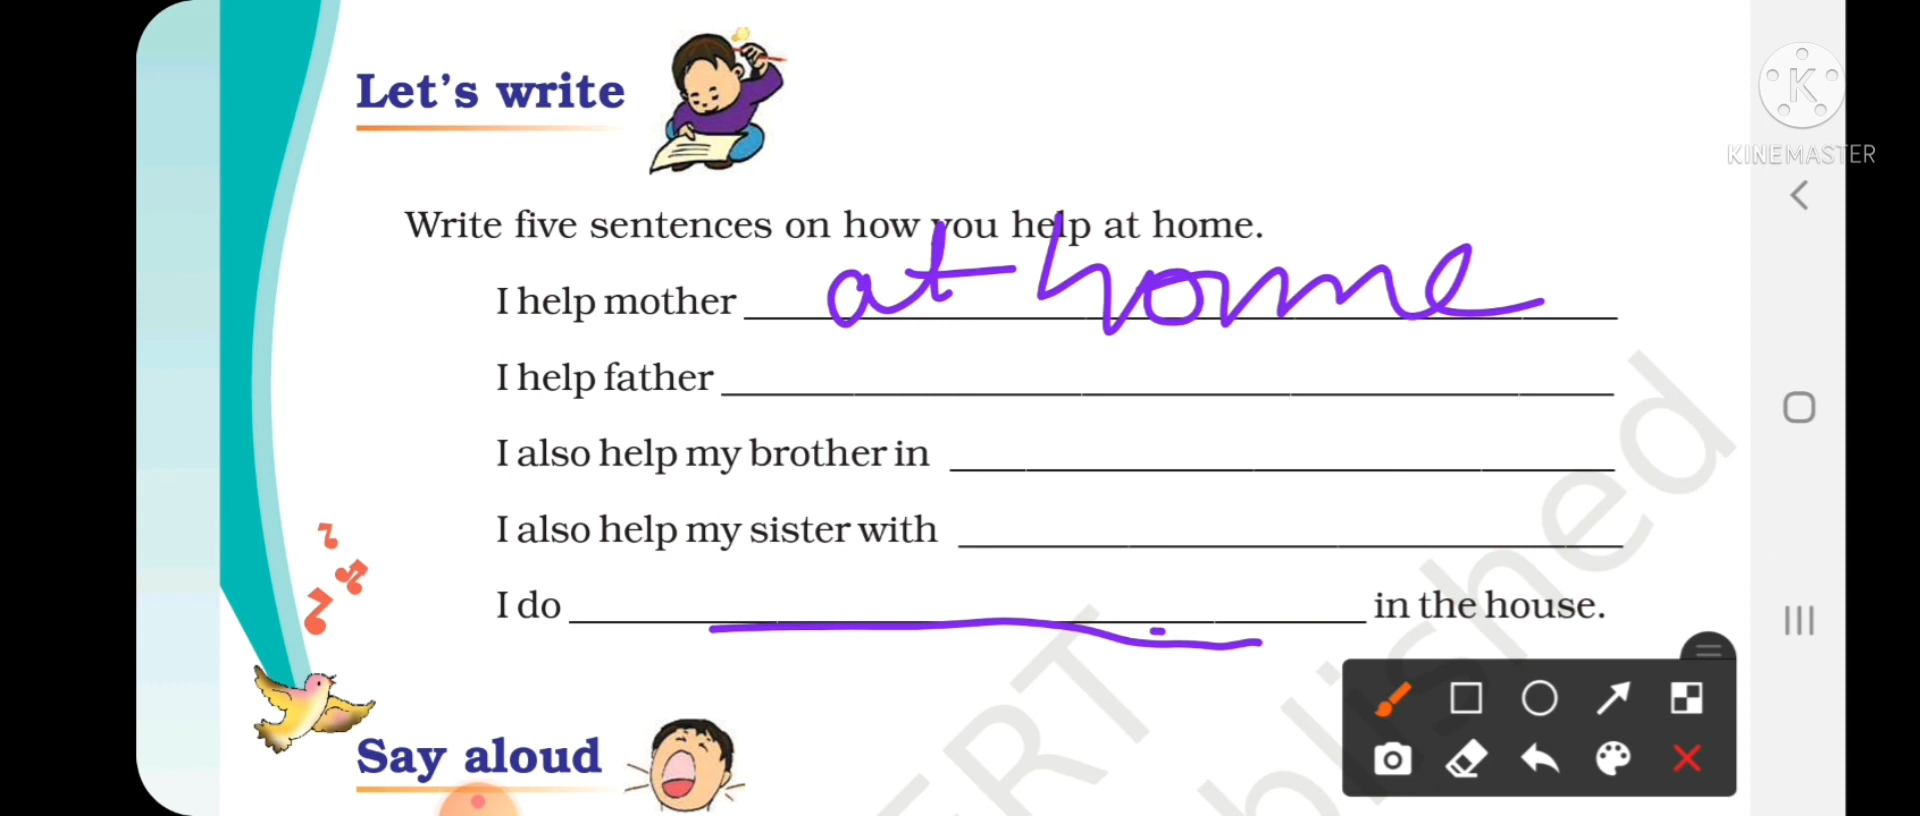 Let's write
KINEMASTER
Write five sentences on how you help at home.
I help mother at home
I help father
I also help my brother in
I also help my sister with
I do in the house.
Say aloud